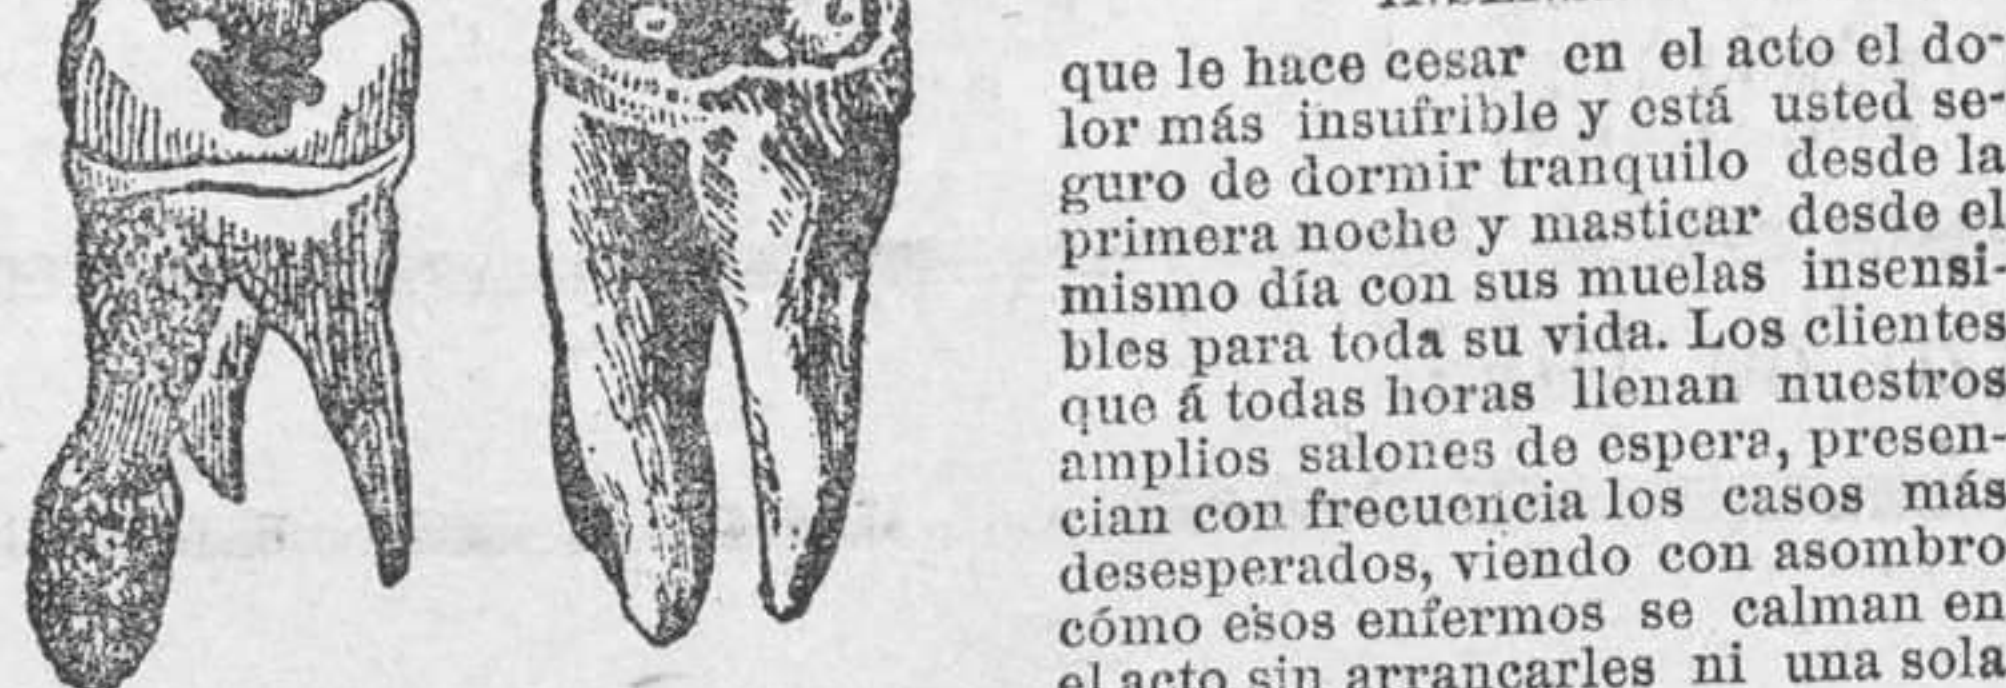 que le hace cesar en el acto el do-
lor más insufrible y está usted se-
guro de dormir tranquilo desde la
primera noche y masticar desde el
mismo día con sus muelas insensi-
bles para toda su vida. Los clientes
que á todas horas llenan nuestros
amplios salones de espera, presen-
cian con frecuencia los casos más
desesperados, viendo con asombro
cómo esos enfermos se calman en
el acto sin arrancarles ni una sola